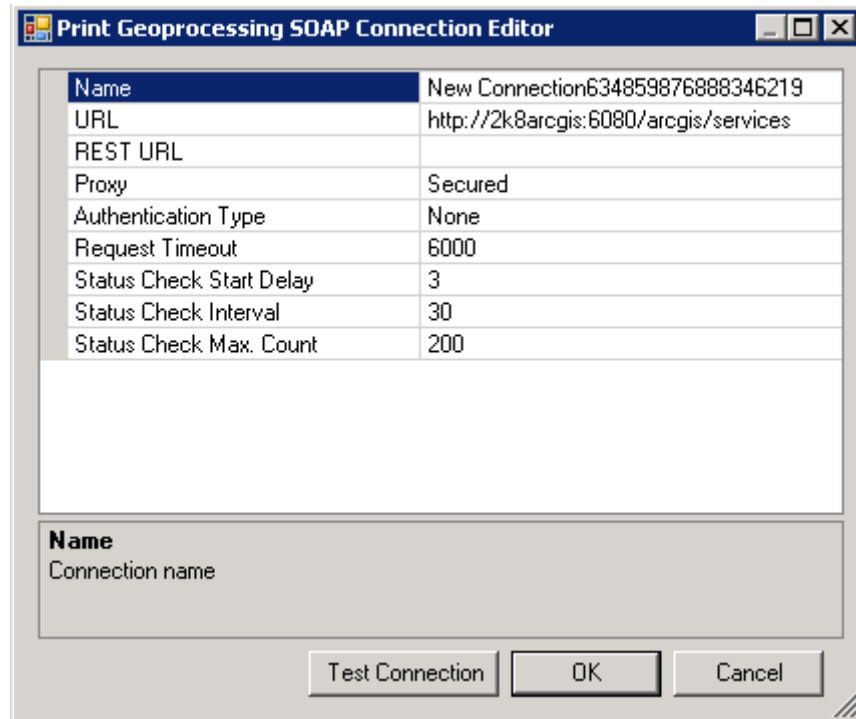 Print Geoprocessing SOAP Connection Editor
Name New Connection634859876888346219
URL http://2k8arcgis:6080/arcgis/services
REST URL
Proxy Secured
Authentication Type None
Request Timeout 6000
Status Check Start Delay 3
Status Check Interval 30
Status Check Max. Count 200
Name
Connection name
Test Connection OK Cancel